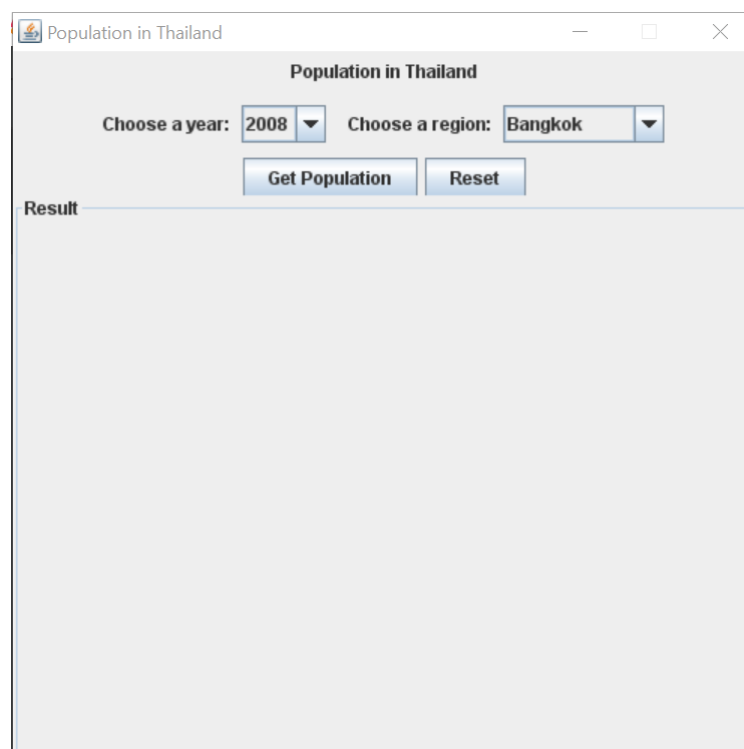 Population in Thailand
Population in Thailand
Choose a year: 2008 Choose a region: Bangkok
Get Population Reset
Result